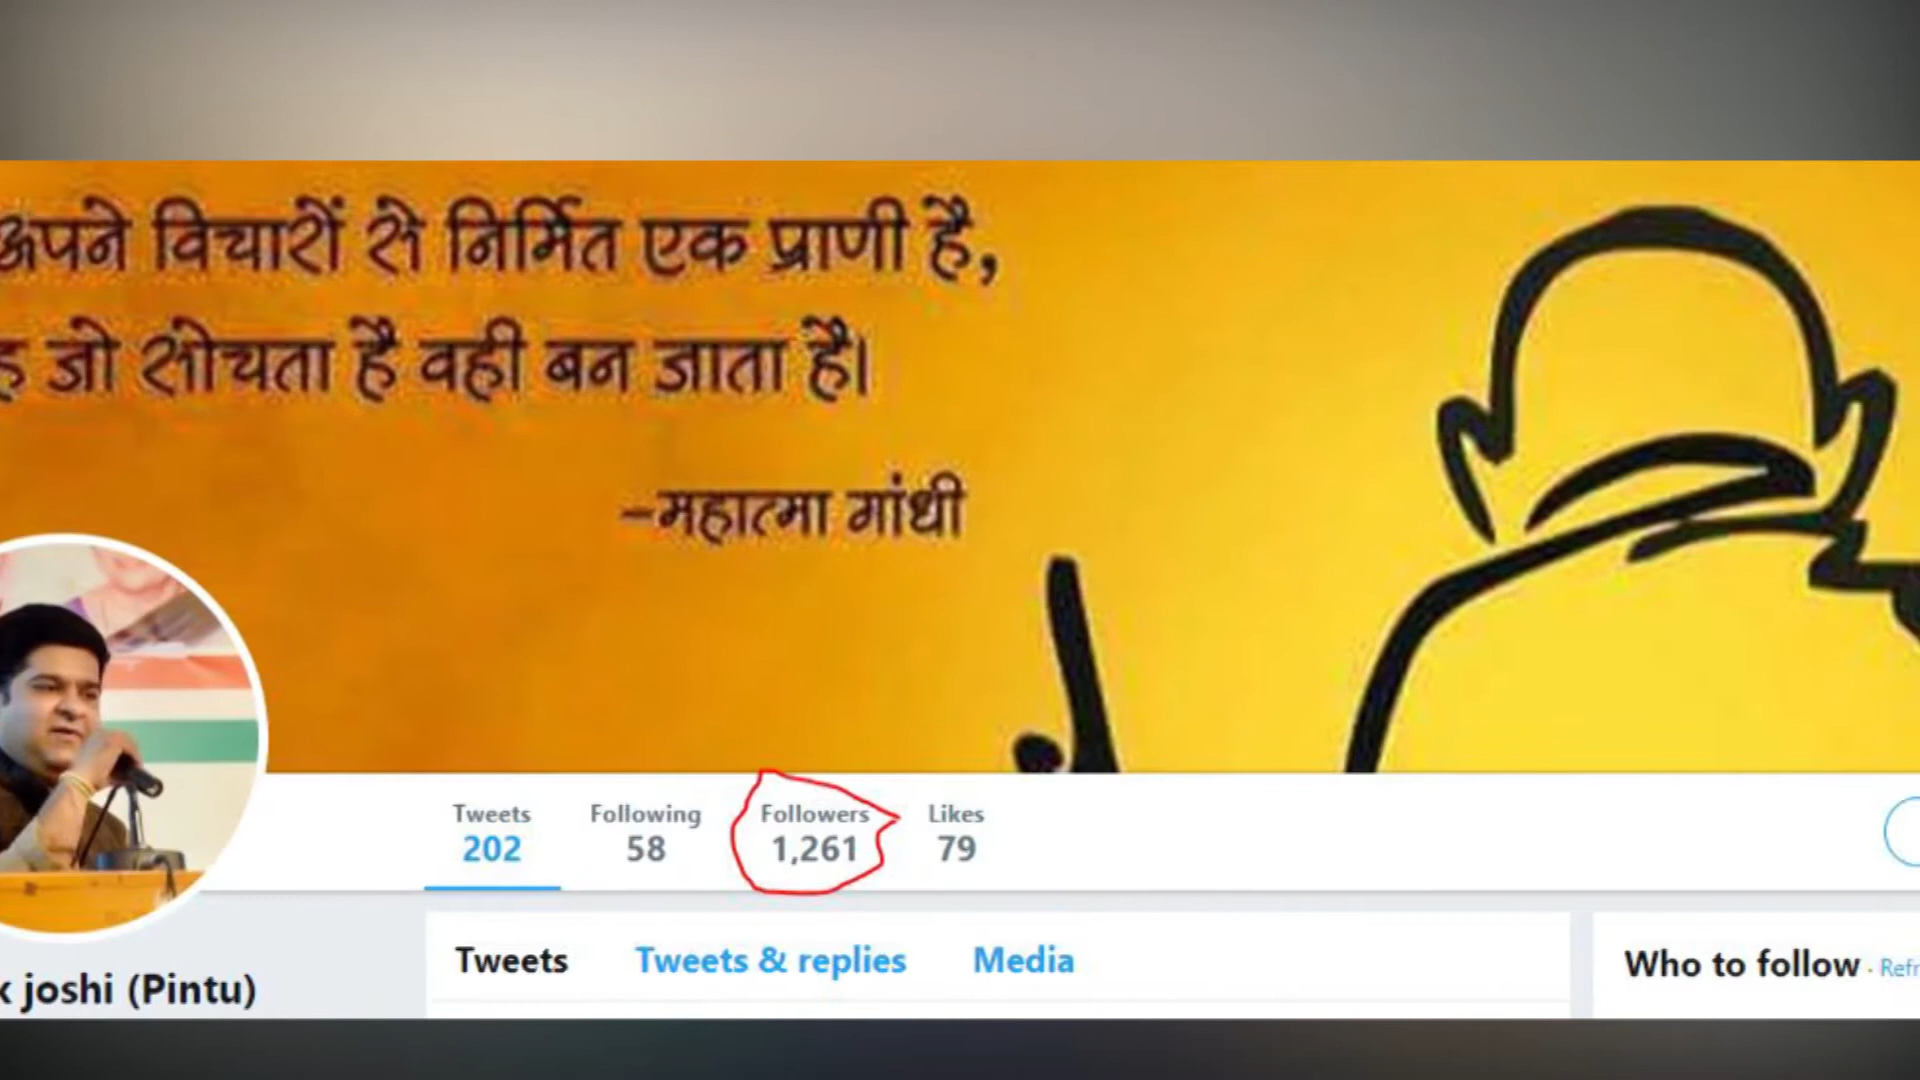 अपने विचारों से निर्मित एक प्राणी है,
जो सोचता है वही बन जाता है।
-महात्मा गांधी
Tweets Following Followers Likes
202 58 1,261 79
Tweets Tweets & replies Media
Who to follow ·
joshi (Pintu)